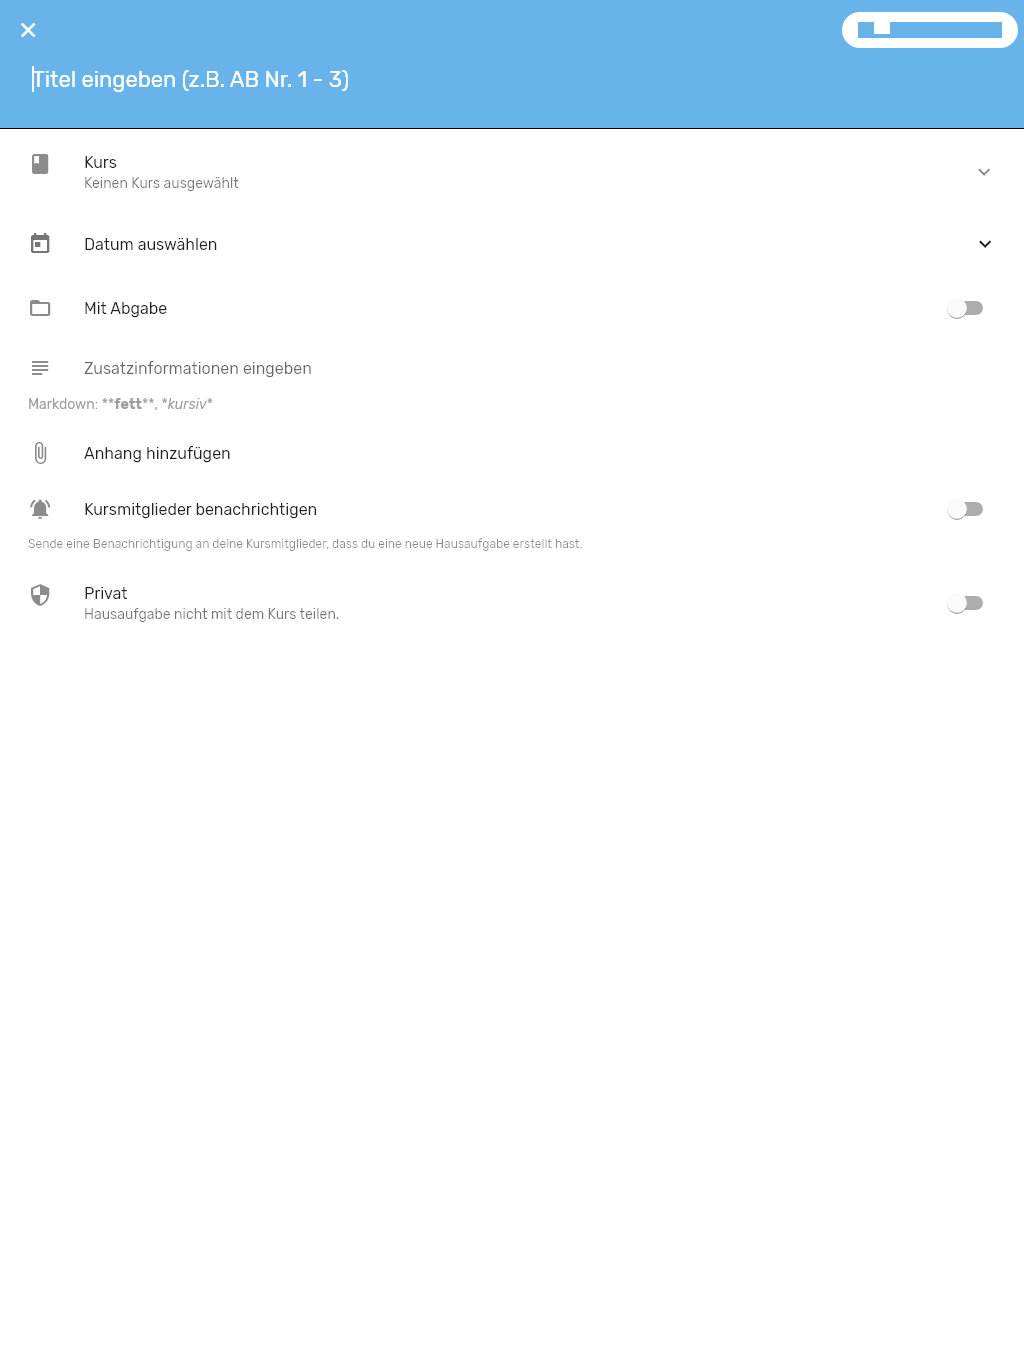 Titel eingeben (z.B. AB Nr. 1 - 3)
Kurs
Keinen Kurs ausgewählt
Datum auswählen
Mit Abgabe
Zusatzinformationen eingeben
Markdown: **fett**, *kursiv*
Anhang hinzufügen
Kursmitglieder benachrichtigen
Sende eine Benachrichtigung an deine Kursmitglieder, dass du eine neue Hausaufgabe erstellt hast.
Privat
Hausaufgabe nicht mit dem Kurs teilen.